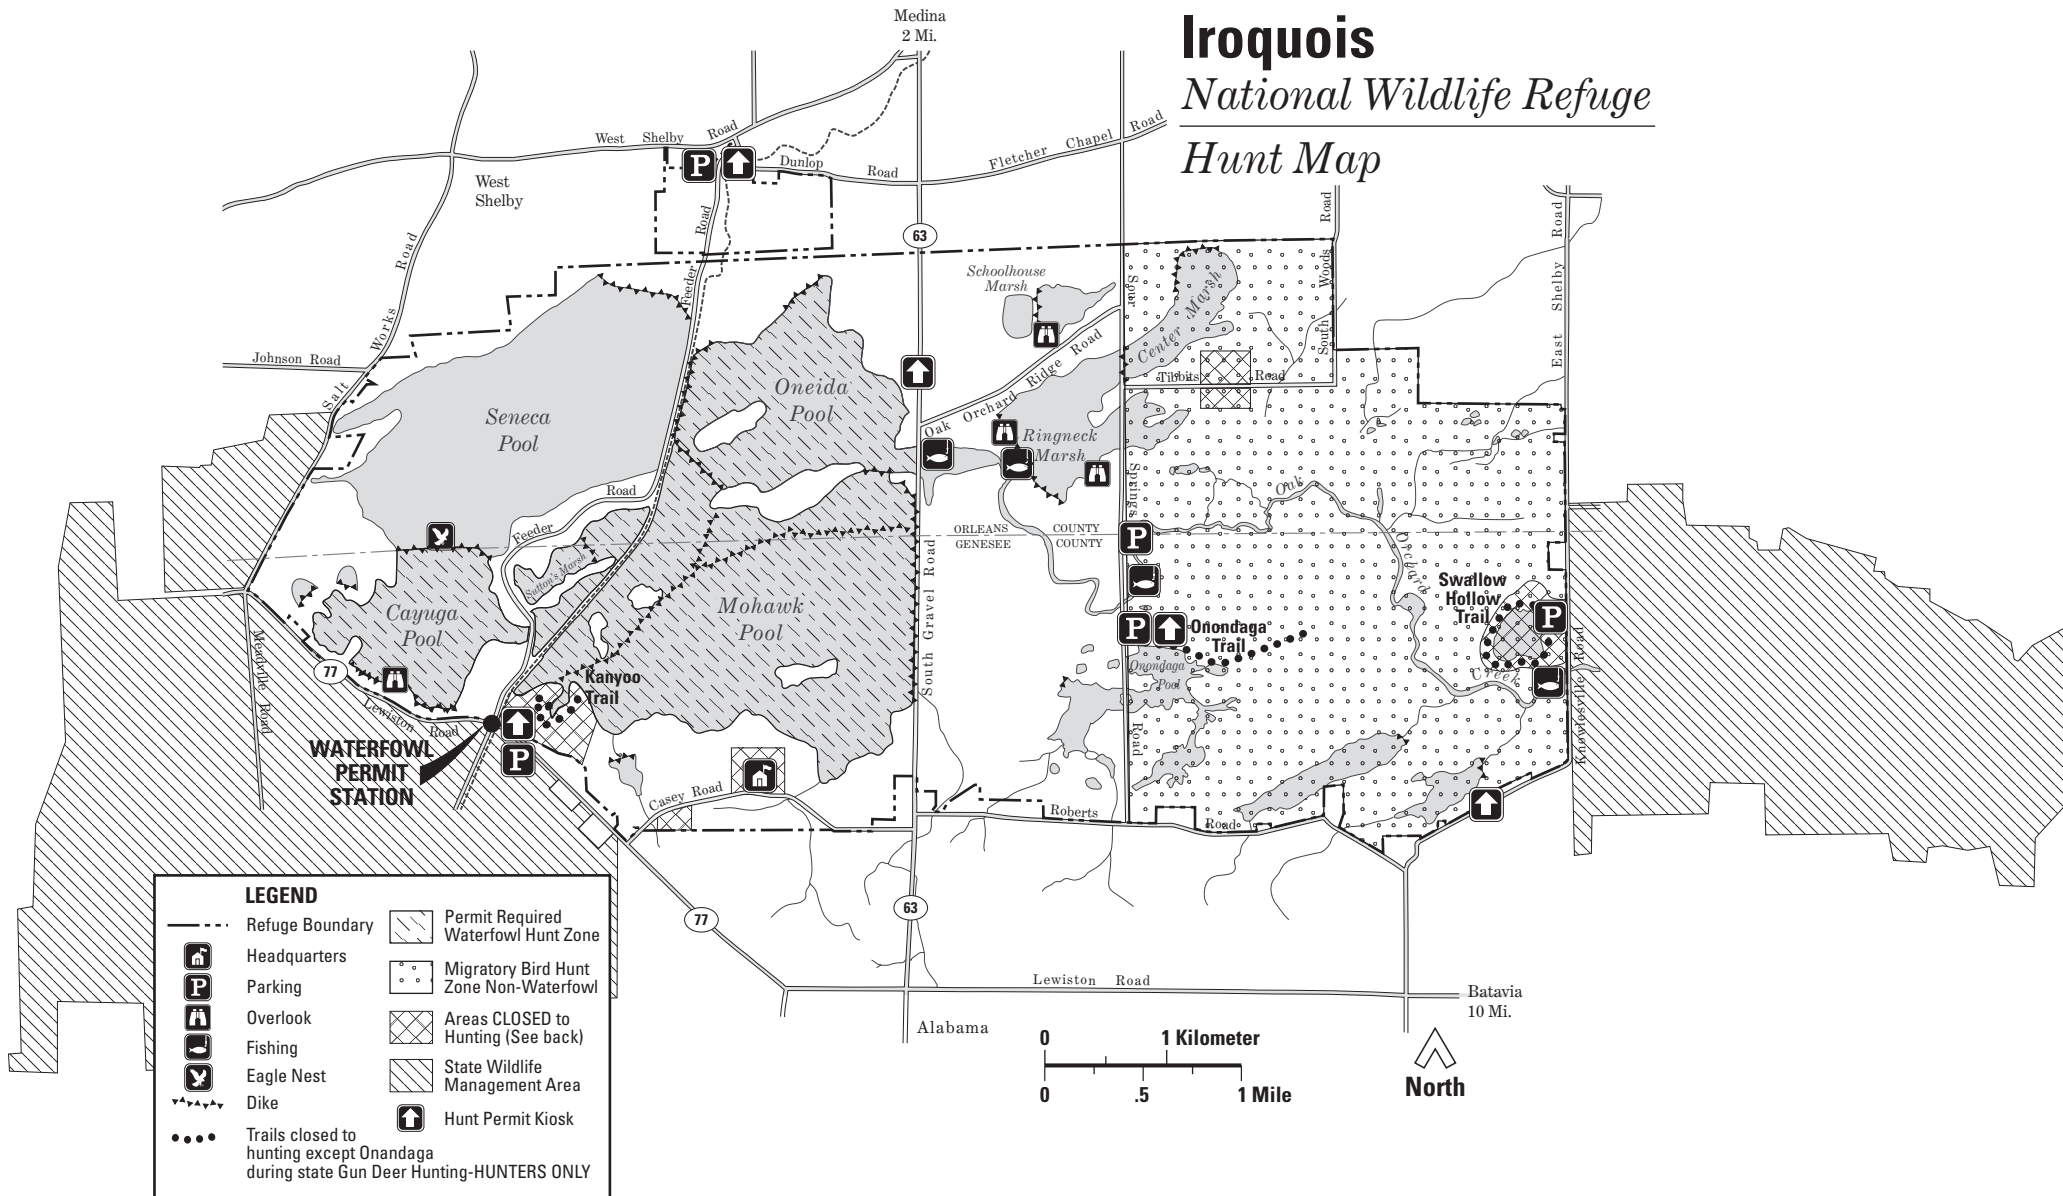 Iroquois
National Wildlife Refuge
Hunt Map
Medina
2 Mi.
West Shelby Road
Dunlop Road
Fletcher Chapel Road
West
Shelby
Feeder Road
63
Salt Works Road
Johnson Road
Schoolhouse
Marsh
Center Marsh
South Woods Road
East Shelby Road
Tibbits Road
Oneida
Pool
Seneca
Pool
Oak Orchard Ridge Road
Ringneck
Marsh
Sour Springs Road
Oak Orchard Creek
Feeder Road
ORLEANS COUNTY
GENESEE COUNTY
Sutton's Marsh
Cayuga
Pool
Mohawk
Pool
South Gravel Road
Swallow
Hollow
Trail
Onondaga
Trail
Onondaga
Pool
Knowlesville Road
Kanyoo
Trail
Meadville Road
77
Lewiston Road
WATERFOWL
PERMIT
STATION
Casey Road
Roberts Road
LEGEND
Refuge Boundary
Headquarters
P Parking
Overlook
Fishing
Eagle Nest
Dike
Trails closed to
hunting except Onandaga
during state Gun Deer Hunting-HUNTERS ONLY
Permit Required
Waterfowl Hunt Zone
Migratory Bird Hunt
Zone Non-Waterfowl
Areas CLOSED to
Hunting (See back)
State Wildlife
Management Area
Hunt Permit Kiosk
77
63
Lewiston Road
Batavia
10 Mi.
Alabama
0 1 Kilometer
0 .5 1 Mile
North
P
P
P
P
P